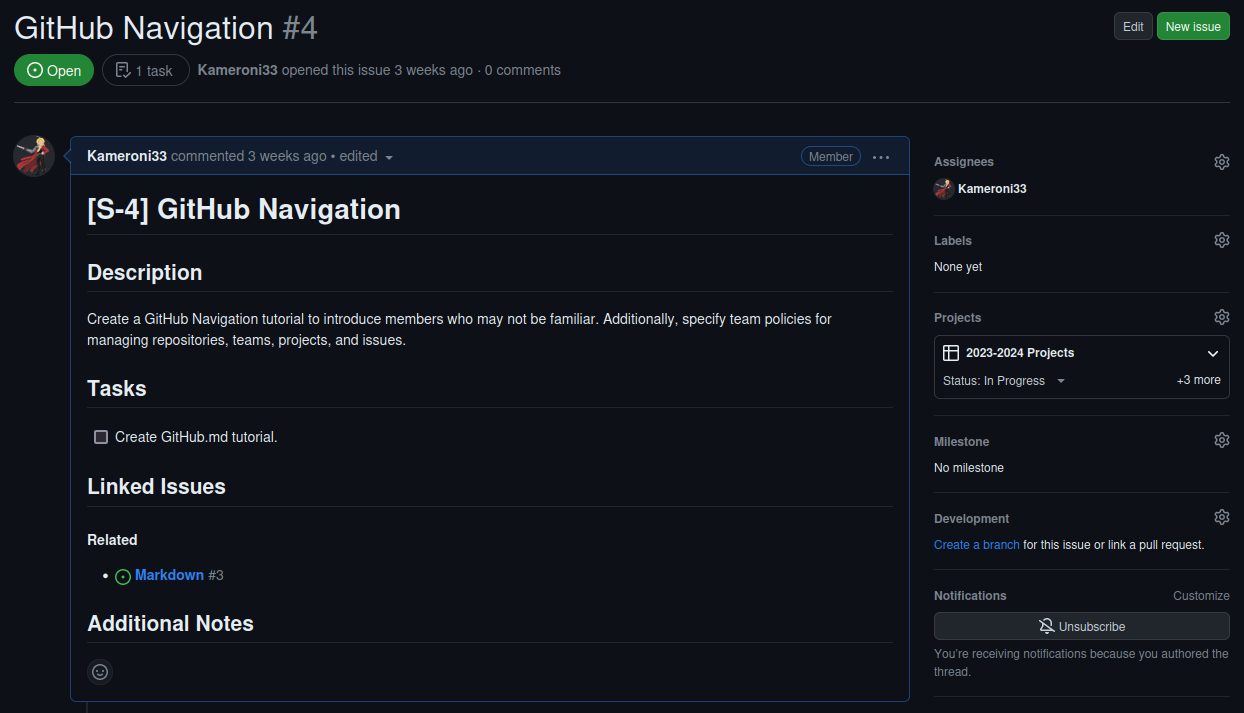 GitHub Navigation #4
Edit
New issue
Open
1 task
Kameroni33 opened this issue 3 weeks ago · 0 comments
Kameroni33 commented 3 weeks ago • edited
Member
[S-4] GitHub Navigation
Description
Create a GitHub Navigation tutorial to introduce members who may not be familiar. Additionally, specify team policies for
managing repositories, teams, projects, and issues.
Tasks
Create GitHub.md tutorial.
Linked Issues
Related
• Markdown #3
Additional Notes
Assignees
Kameroni33
Labels
None yet
Projects
2023-2024 Projects
Status: In Progress
+3 more
Milestone
No milestone
Development
Create a branch for this issue or link a pull request.
Notifications
Customize
Unsubscribe
You're receiving notifications because you authored the
thread.